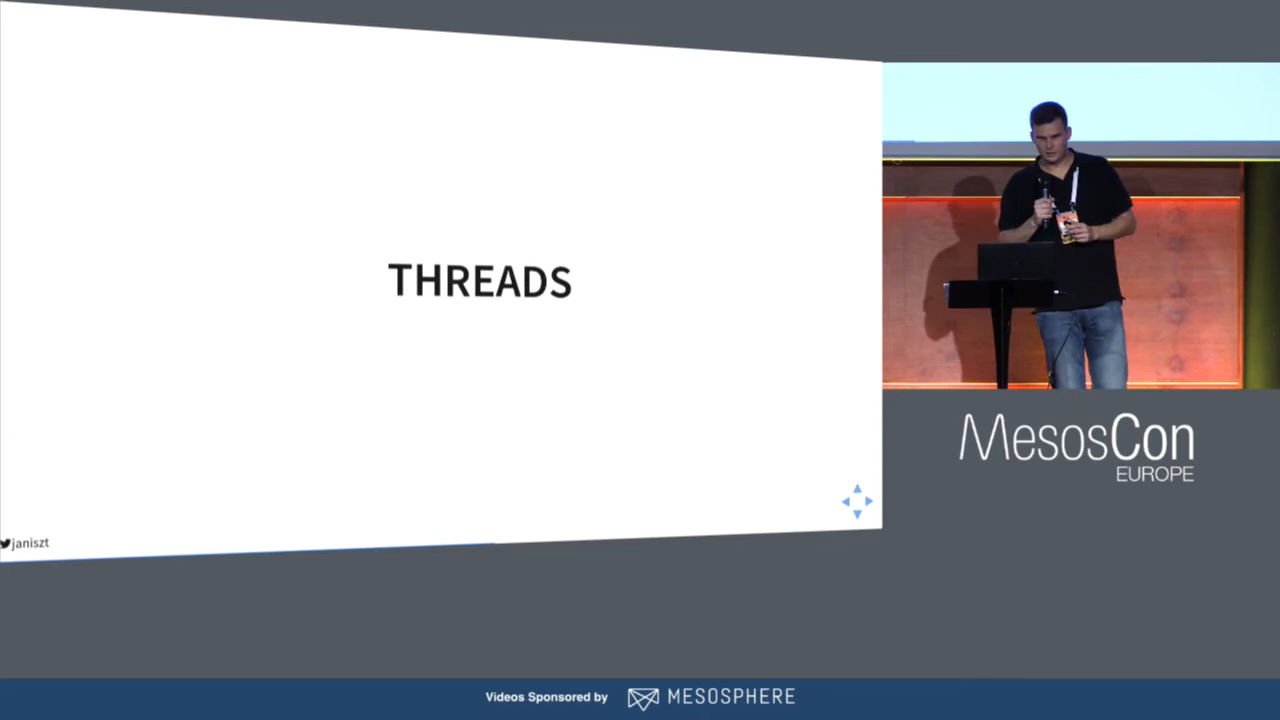 THREADS
janiszt
MesosCon
EUROPE
Videos Sponsored by MESOSPHERE